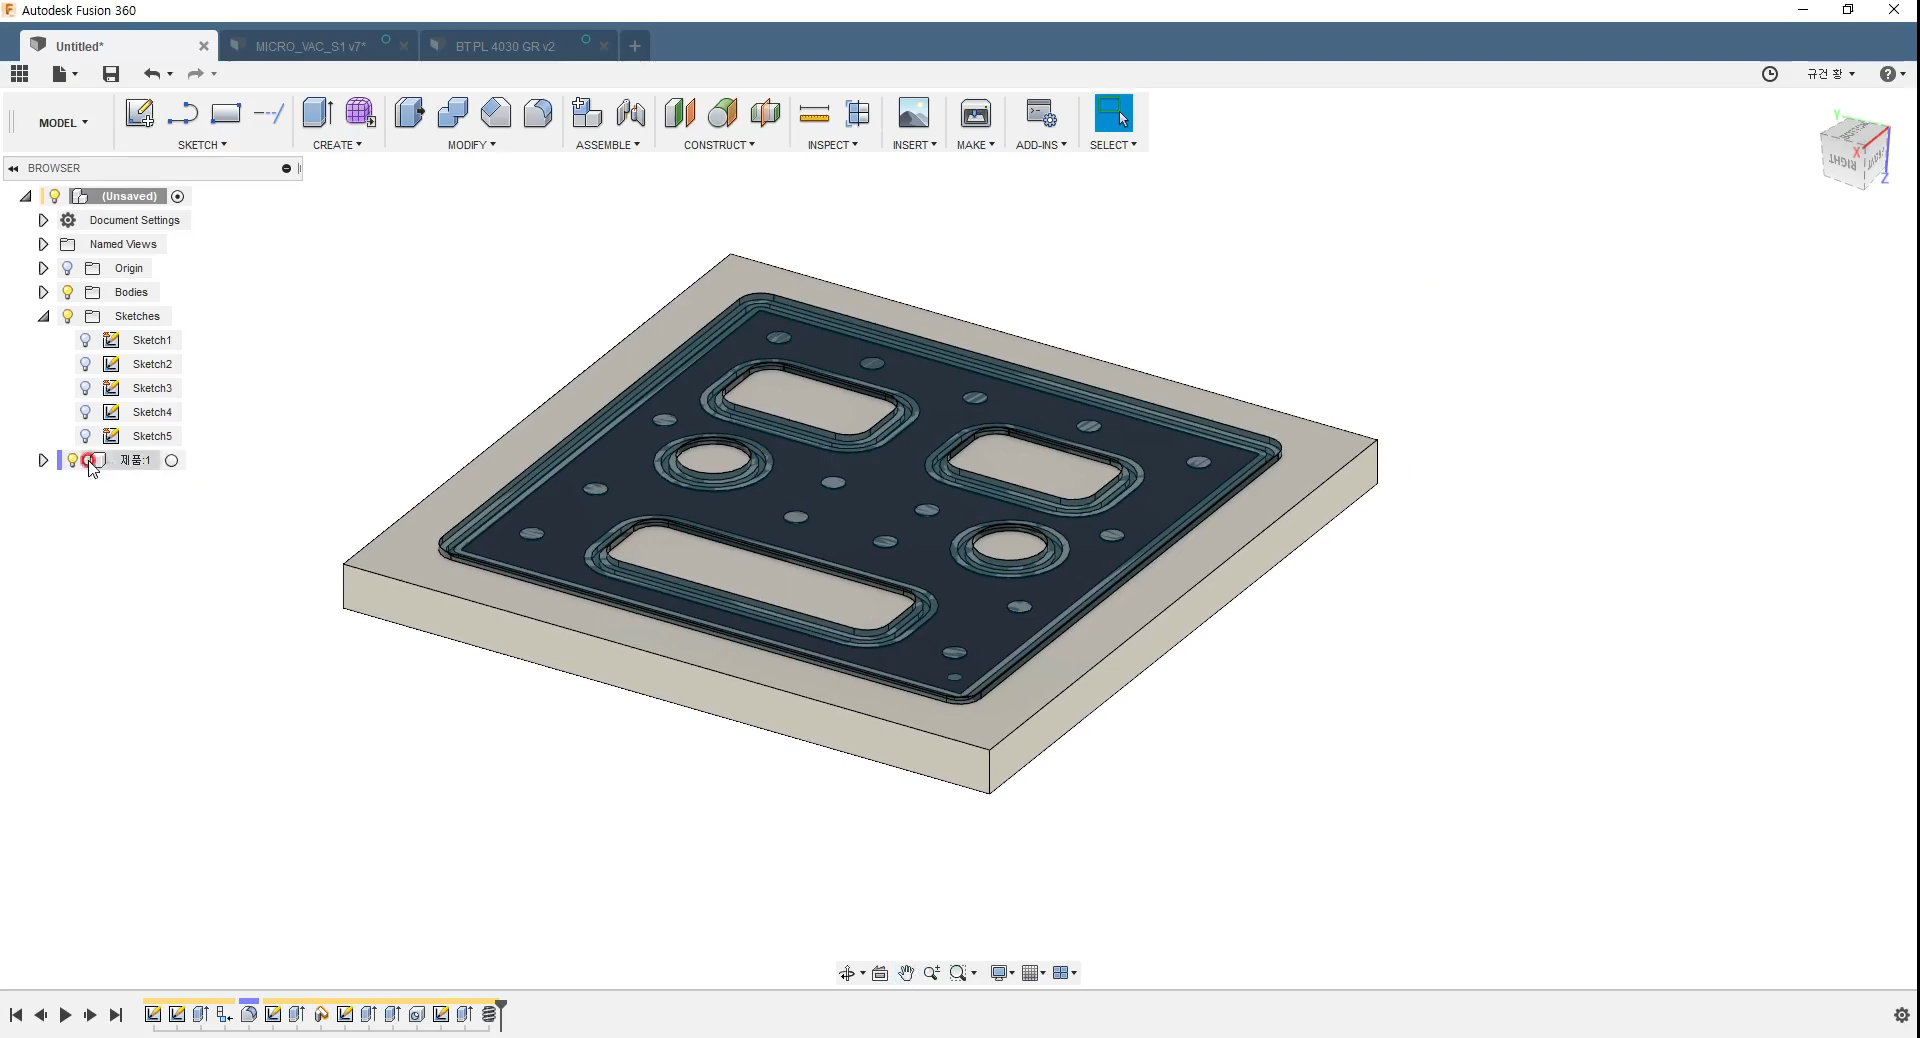 Autodesk Fusion 360
Untitled*
MICRO_VAC_S1 v7*
BTPL 4030 GR v2
규건 황
MODEL
SKETCH
CREATE
MODIFY
ASSEMBLE
CONSTRUCT
INSPECT
INSERT
MAKE
ADD-INS
SELECT
BROWSER
(Unsaved)
Document Settings
Named Views
Origin
Bodies
Sketches
Sketch1
Sketch2
Sketch3
Sketch4
Sketch5
제품:1
Y
X
RIGHT
Z